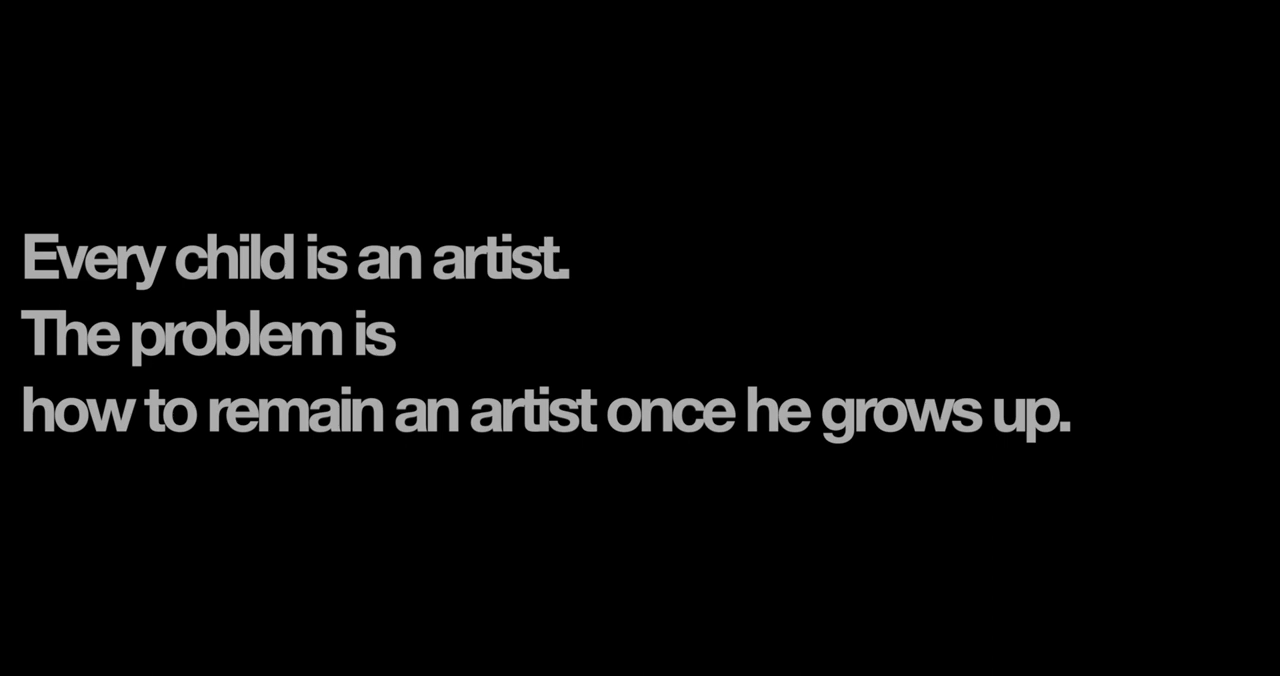 Every child is an artist.
The problem is
how to remain an artist once he grows up.